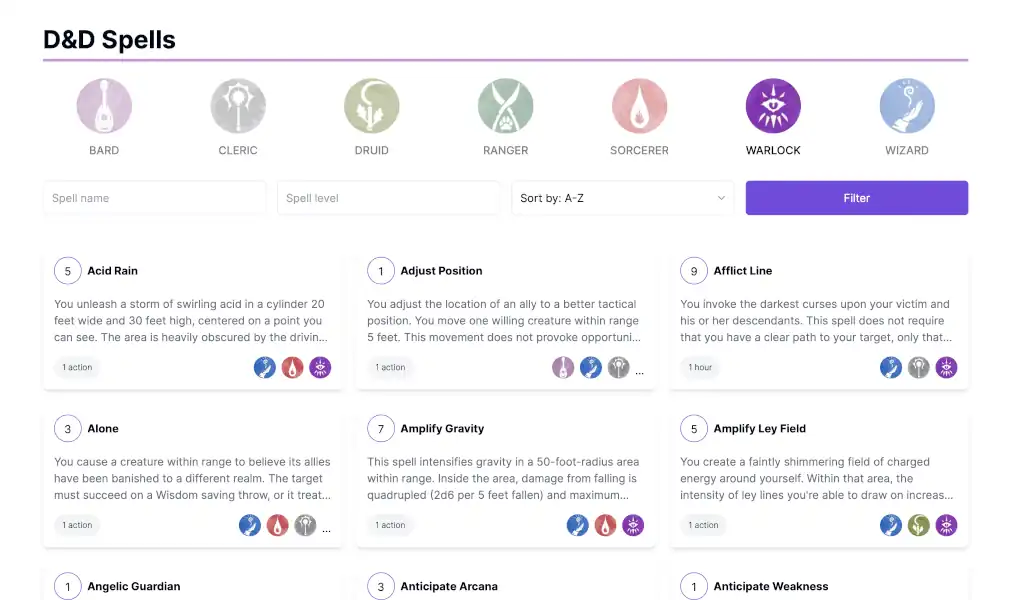 D&D Spells
BARD
CLERIC
DRUID
RANGER
SORCERER
WARLOCK
WIZARD
Spell name
Spell level
Sort by: A-Z
Filter
5 Acid Rain
You unleash a storm of swirling acid in a cylinder 20
feet wide and 30 feet high, centered on a point you
can see. The area is heavily obscured by the drivin...
1 action
1 Adjust Position
You adjust the location of an ally to a better tactical
position. You move one willing creature within range
5 feet. This movement does not provoke opportuni...
1 action
...
9 Afflict Line
You invoke the darkest curses upon your victim and
his or her descendants. This spell does not require
that you have a clear path to your target, only that...
1 hour
3 Alone
You cause a creature within range to believe its allies
have been banished to a different realm. The target
must succeed on a Wisdom saving throw, or it treat...
1 action
...
7 Amplify Gravity
This spell intensifies gravity in a 50-foot-radius area
within range. Inside the area, damage from falling is
quadrupled (2d6 per 5 feet fallen) and maximum...
1 action
5 Amplify Ley Field
You create a faintly shimmering field of charged
energy around yourself. Within that area, the
intensity of ley lines you're able to draw on increas...
1 action
1 Angelic Guardian
3 Anticipate Arcana
1 Anticipate Weakness